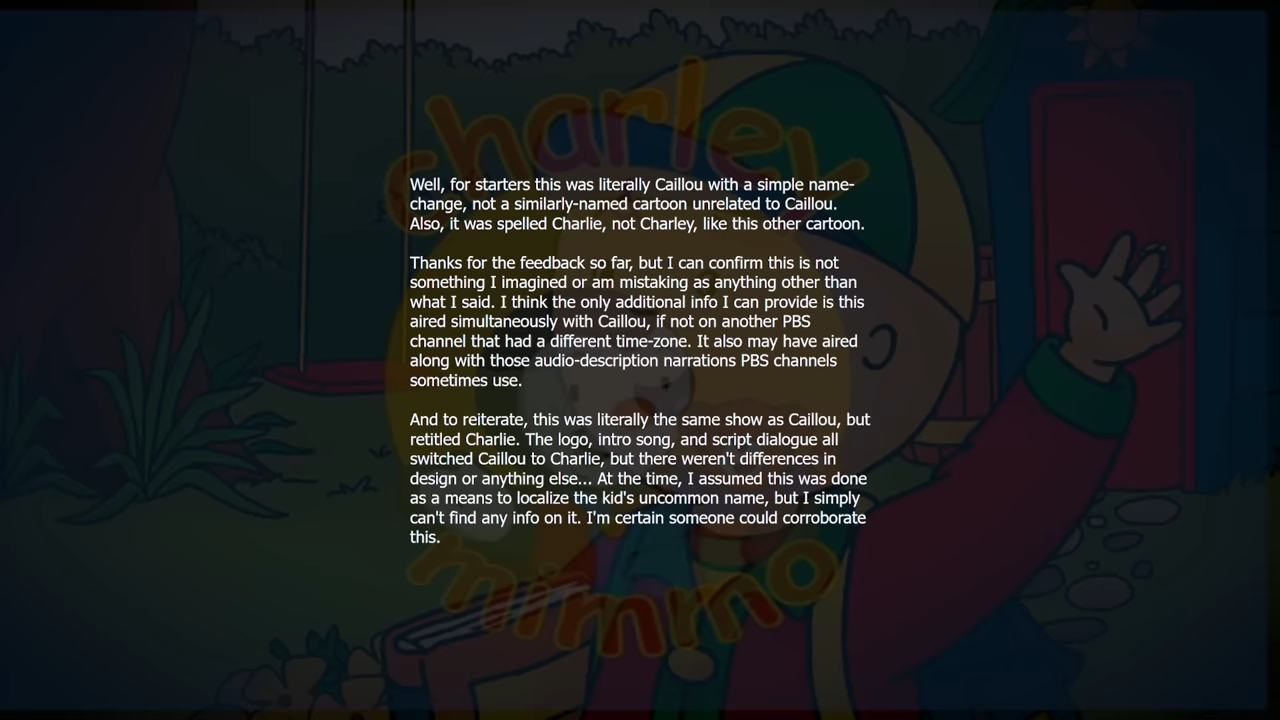 charley
Well, for starters this was literally Caillou with a simple name-
change, not a similarly-named cartoon unrelated to Caillou.
Also, it was spelled Charlie, not Charley, like this other cartoon.
Thanks for the feedback so far, but I can confirm this is not
something I imagined or am mistaking as anything other than
what I said. I think the only additional info I can provide is this
aired simultaneously with Caillou, if not on another PBS
channel that had a different time-zone. It also may have aired
along with those audio-description narrations PBS channels
sometimes use.
And to reiterate, this was literally the same show as Caillou, but
retitled Charlie. The logo, intro song, and script dialogue all
switched Caillou to Charlie, but there weren't differences in
design or anything else... At the time, I assumed this was done
as a means to localize the kid's uncommon name, but I simply
can't find any info on it. I'm certain someone could corroborate
this.
mimmo